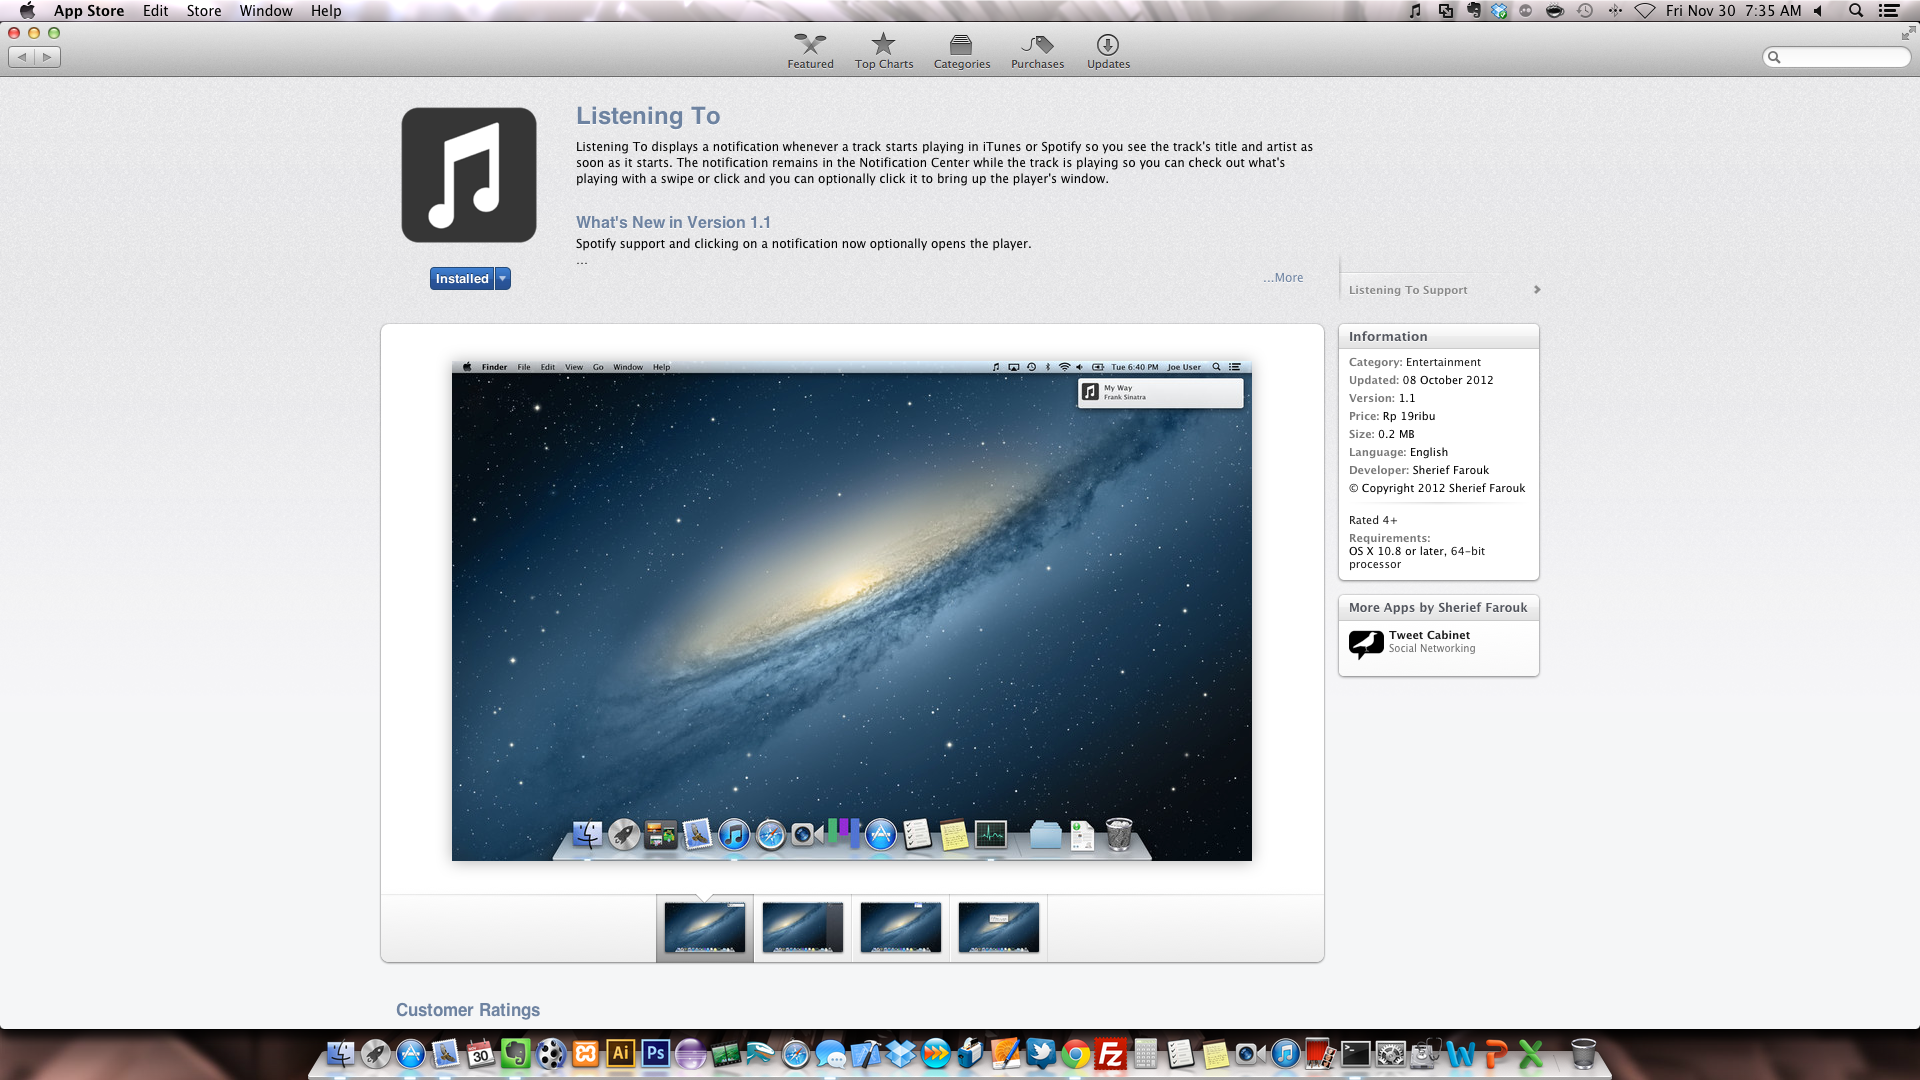 App Store Edit Store Window Help
Fri Nov 30 7:35 AM
Featured
Top Charts
Categories
Purchases
Updates
Listening To
Listening To displays a notification whenever a track starts playing in iTunes or Spotify so you see the track's title and artist as
soon as it starts. The notification remains in the Notification Center while the track is playing so you can check out what's
playing with a swipe or click and you can optionally click it to bring up the player's window.
What's New in Version 1.1
Spotify support and clicking on a notification now optionally opens the player.
...
Installed
...More
Listening To Support
Finder File Edit View Go Window Help
Tue 6:40 PM Joe User
My Way
Frank Sinatra
Information
Category: Entertainment
Updated: 08 October 2012
Version: 1.1
Price: Rp 19ribu
Size: 0.2 MB
Language: English
Developer: Sherief Farouk
© Copyright 2012 Sherief Farouk
Rated 4+
Requirements:
OS X 10.8 or later, 64-bit
processor
More Apps by Sherief Farouk
Tweet Cabinet
Social Networking
Customer Ratings
30
Ai
Ps
FZ
W
P
X